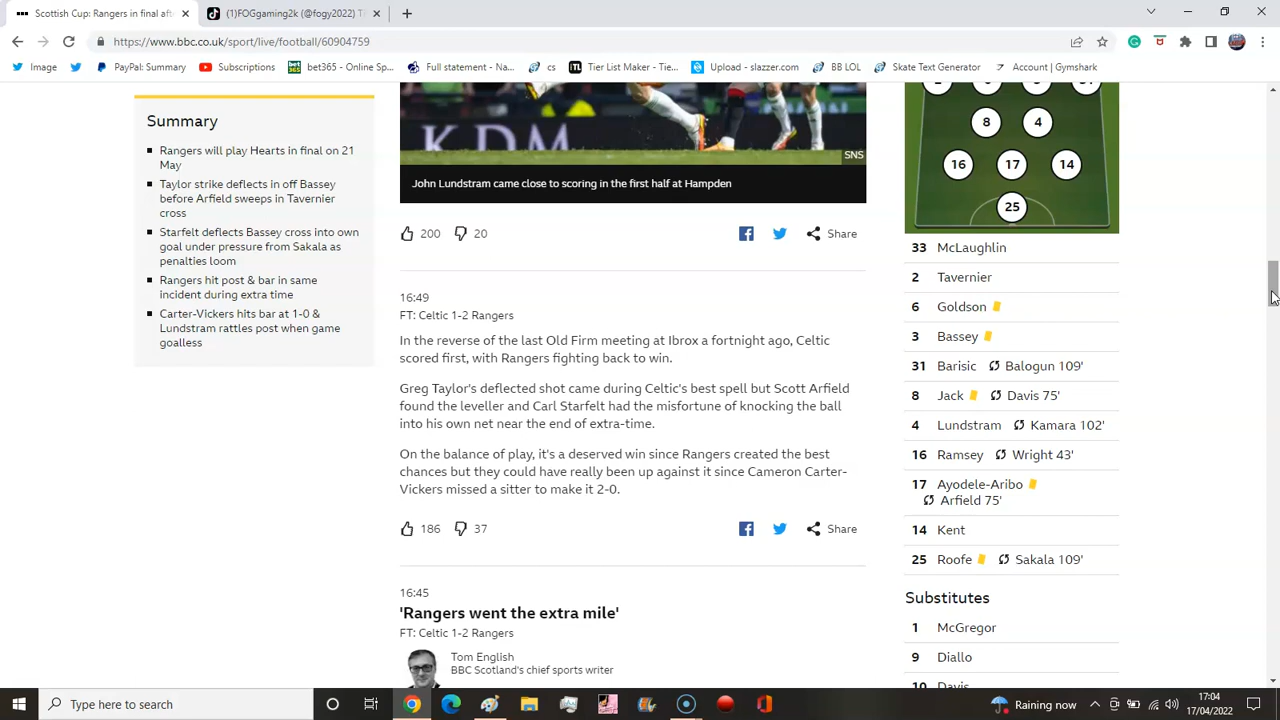 Scottish Cup: Rangers in final aft
(1)FOGgaming2k (@fogy2022) Ti
https://www.bbc.co.uk/sport/live/football/60904759
Image
PayPal: Summary
Subscriptions
bet365 - Online Sp...
Full statement - Na...
cs
Tier List Maker - Tie...
Upload - slazzer.com
BB LOL
Skate Text Generator
Account | Gymshark
Summary
Rangers will play Hearts in final on 21
May
Taylor strike deflects in off Bassey
before Arfield sweeps in Tavernier
cross
Starfelt deflects Bassey cross into own
goal under pressure from Sakala as
penalties loom
Rangers hit post & bar in same
incident during extra time
Carter-Vickers hits bar at 1-0 &
Lundstram rattles post when game
goalless
KDM
SNS
John Lundstram came close to scoring in the first half at Hampden
200 20 Share
16:49
FT: Celtic 1-2 Rangers
In the reverse of the last Old Firm meeting at Ibrox a fortnight ago, Celtic
scored first, with Rangers fighting back to win.
Greg Taylor's deflected shot came during Celtic's best spell but Scott Arfield
found the leveller and Carl Starfelt had the misfortune of knocking the ball
into his own net near the end of extra-time.
On the balance of play, it's a deserved win since Rangers created the best
chances but they could have really been up against it since Cameron Carter-
Vickers missed a sitter to make it 2-0.
186 37 Share
16:45
'Rangers went the extra mile'
FT: Celtic 1-2 Rangers
Tom English
BBC Scotland's chief sports writer
8 4
16 17 14
25
33 McLaughlin
2 Tavernier
6 Goldson
3 Bassey
31 Barisic Balogun 109'
8 Jack Davis 75'
4 Lundstram Kamara 102'
16 Ramsey Wright 43'
17 Ayodele-Aribo
Arfield 75'
14 Kent
25 Roofe Sakala 109'
Substitutes
1 McGregor
9 Diallo
10 Davis
Type here to search
Raining now
17:04
17/04/2022